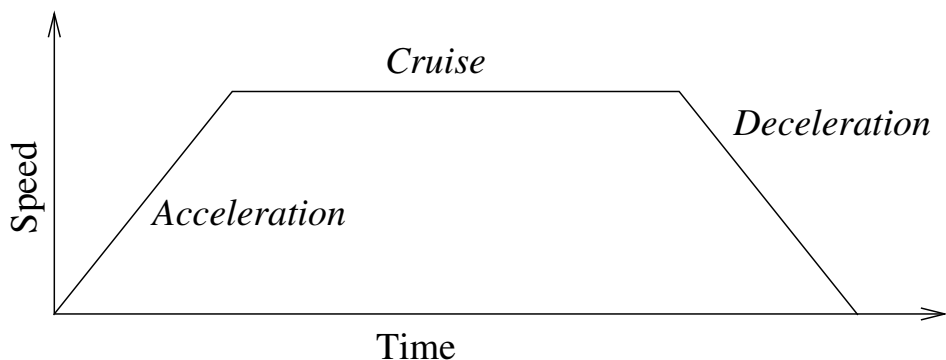 Cruise
Deceleration
Speed
Acceleration
Time